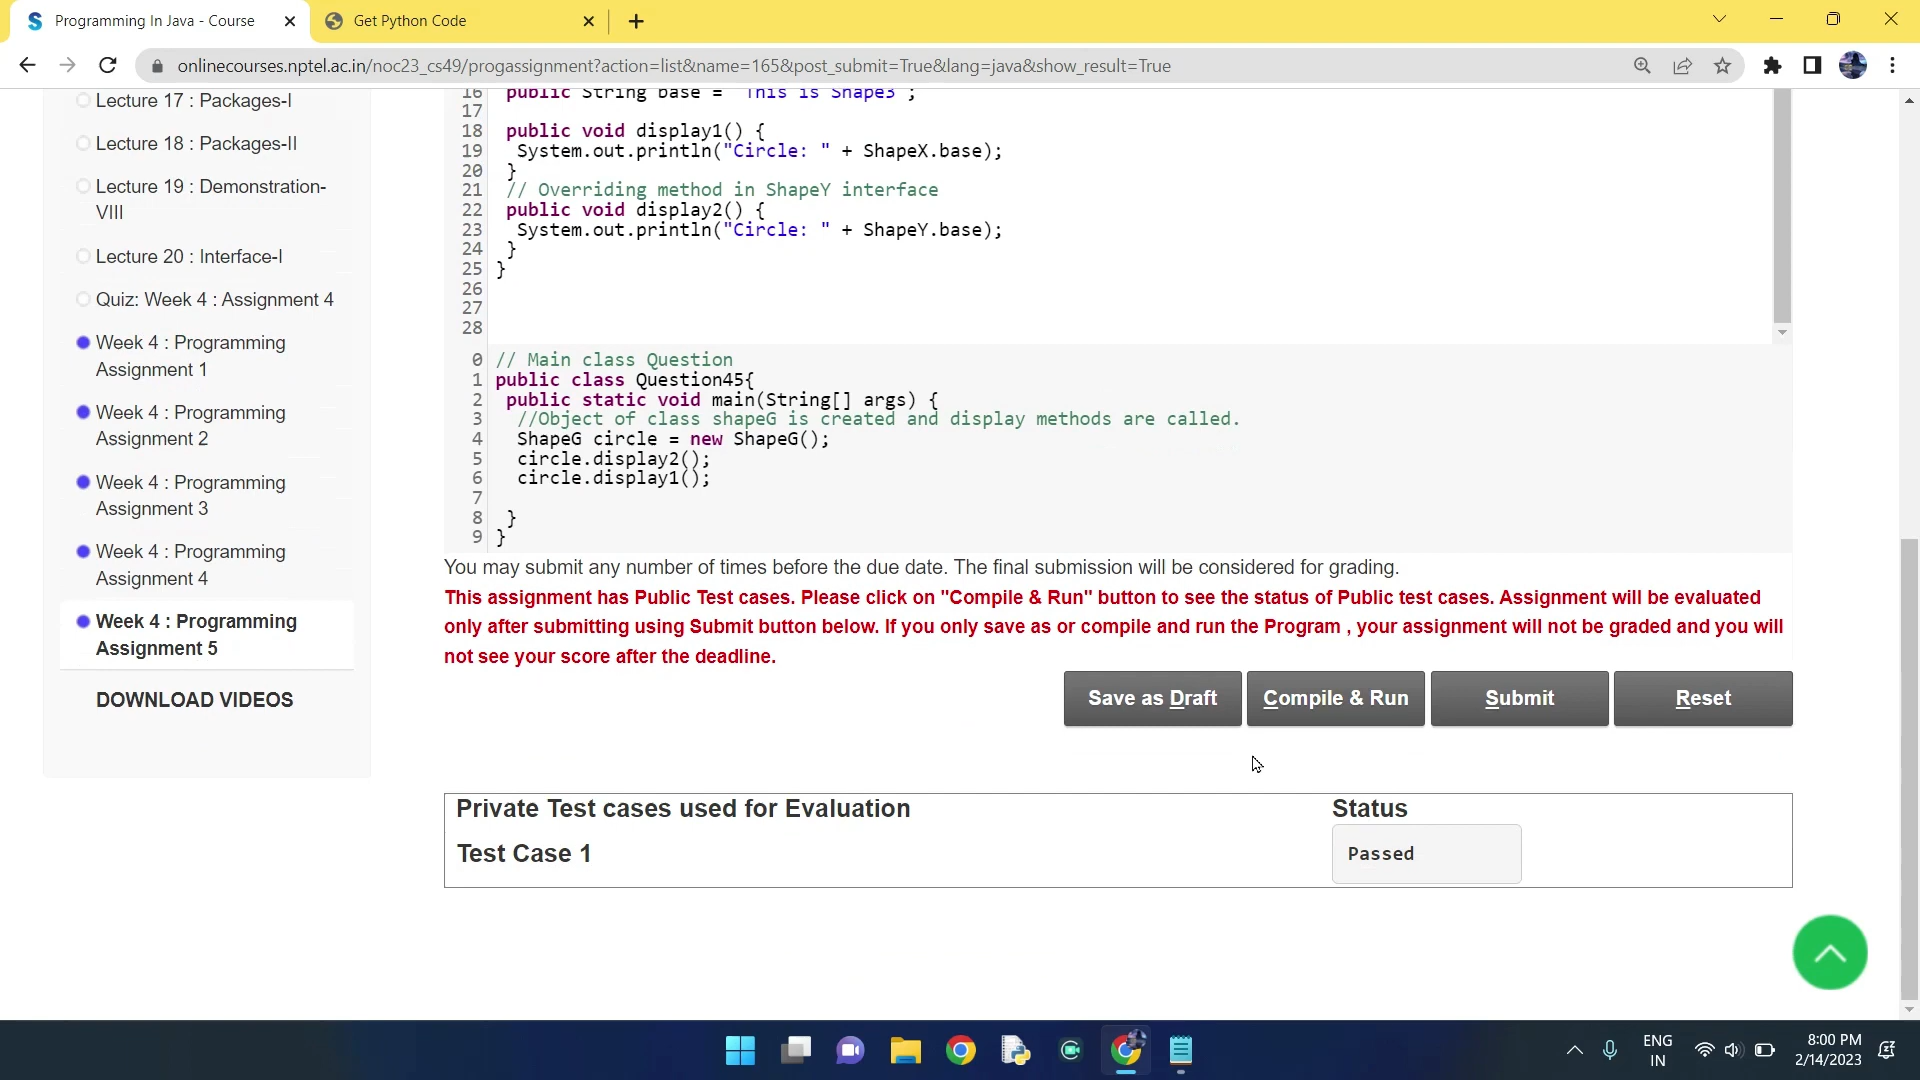 Programming In Java - Course
Get Python Code
onlinecourses.nptel.ac.in/noc23_cs49/progassignment?action=list&name=165&post_submit=True&lang=java&show_result=True
Lecture 17 : Packages-I
Lecture 18 : Packages-II
Lecture 19 : Demonstration-
VIII
Lecture 20 : Interface-I
Quiz: Week 4 : Assignment 4
Week 4 : Programming
Assignment 1
Week 4 : Programming
Assignment 2
Week 4 : Programming
Assignment 3
Week 4 : Programming
Assignment 4
Week 4 : Programming
Assignment 5
DOWNLOAD VIDEOS
16 public String base = "This is Shape3";
17
18 public void display1() {
19 System.out.println("Circle: " + ShapeX.base);
20 }
21 // Overriding method in ShapeY interface
22 public void display2() {
23 System.out.println("Circle: " + ShapeY.base);
24 }
25 }
26
27
28
0 // Main class Question
1 public class Question45{
2 public static void main(String[] args) {
3 //Object of class shapeG is created and display methods are called.
4 ShapeG circle = new ShapeG();
5 circle.display2();
6 circle.display1();
7
8 }
9 }
You may submit any number of times before the due date. The final submission will be considered for grading.
This assignment has Public Test cases. Please click on "Compile & Run" button to see the status of Public test cases. Assignment will be evaluated
only after submitting using Submit button below. If you only save as or compile and run the Program , your assignment will not be graded and you will
not see your score after the deadline.
Save as Draft
Compile & Run
Submit
Reset
Private Test cases used for Evaluation
Status
Test Case 1
Passed
ENG
IN
8:00 PM
2/14/2023